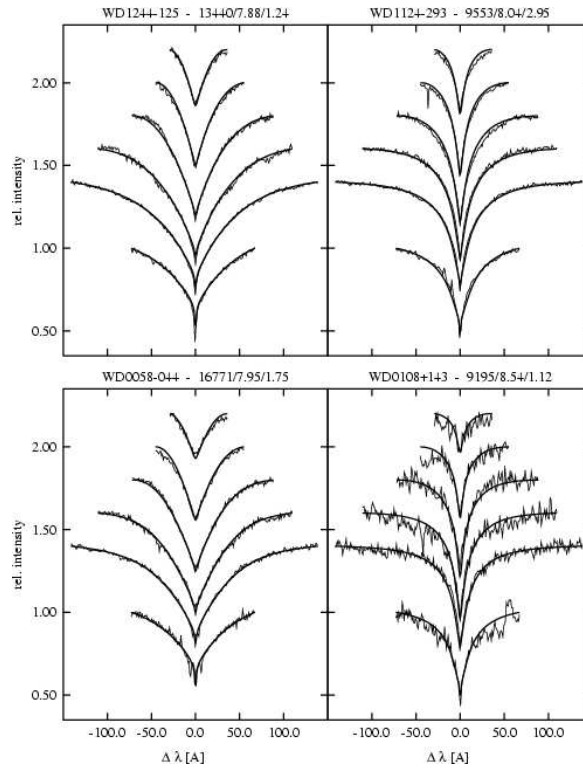 WD1244-125 - 13440/7.88/1.24
WD1124-293 - 9553/8.04/2.95
2.00
1.50
1.00
0.50
rel. intensity
WD0058-044 - 16771/7.95/1.75
WD0108+143 - 9195/8.54/1.12
2.00
1.50
1.00
0.50
rel. intensity
-100.0 -50.0 0.0 50.0 100.0
-100.0 -50.0 0.0 50.0 100.0
Δ λ [A]
Δ λ [A]